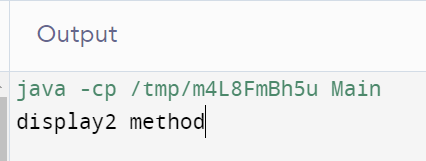 Output
java -cp /tmp/m4L8FmBh5u Main
display2 method